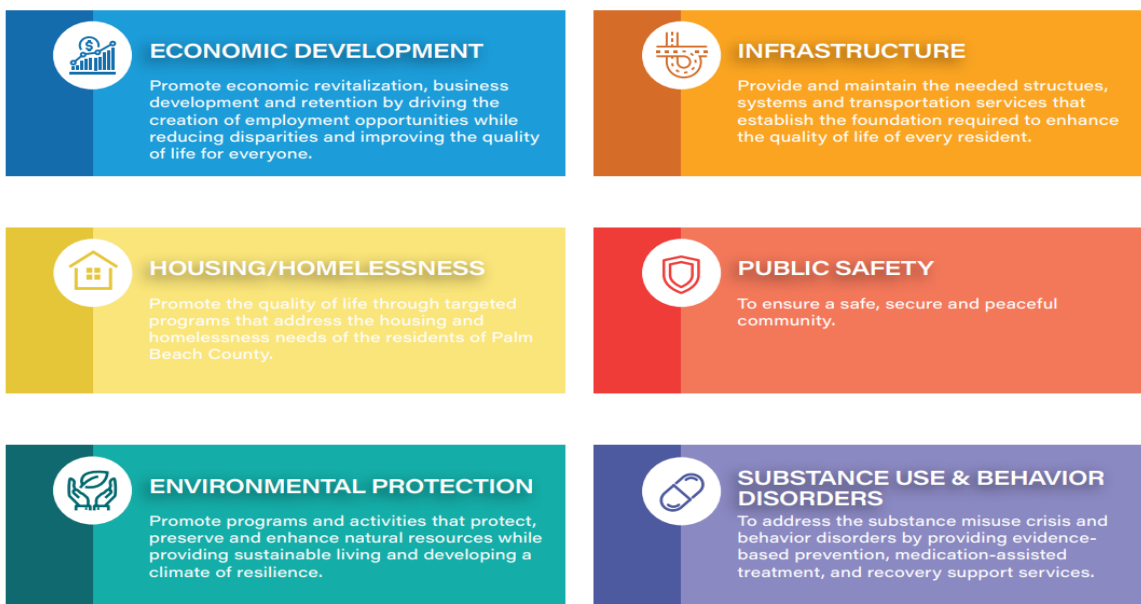 ECONOMIC DEVELOPMENT
Promote economic revitalization, business
development and retention by driving the
creation of employment opportunities while
reducing disparities and improving the quality
of life for everyone.
INFRASTRUCTURE
Provide and maintain the needed structues,
systems and transportation services that
establish the foundation required to enhance
the quality of life of every resident.
HOUSING/HOMELESSNESS
Promote the quality of life through targeted
programs that address the housing and
homelessness needs of the residents of Palm
Beach County.
PUBLIC SAFETY
To ensure a safe, secure and peaceful
community.
ENVIRONMENTAL PROTECTION
Promote programs and activities that protect,
preserve and enhance natural resources while
providing sustainable living and developing a
climate of resilience.
SUBSTANCE USE & BEHAVIOR
DISORDERS
To address the substance misuse crisis and
behavior disorders by providing evidence-
based prevention, medication-assisted
treatment, and recovery support services.